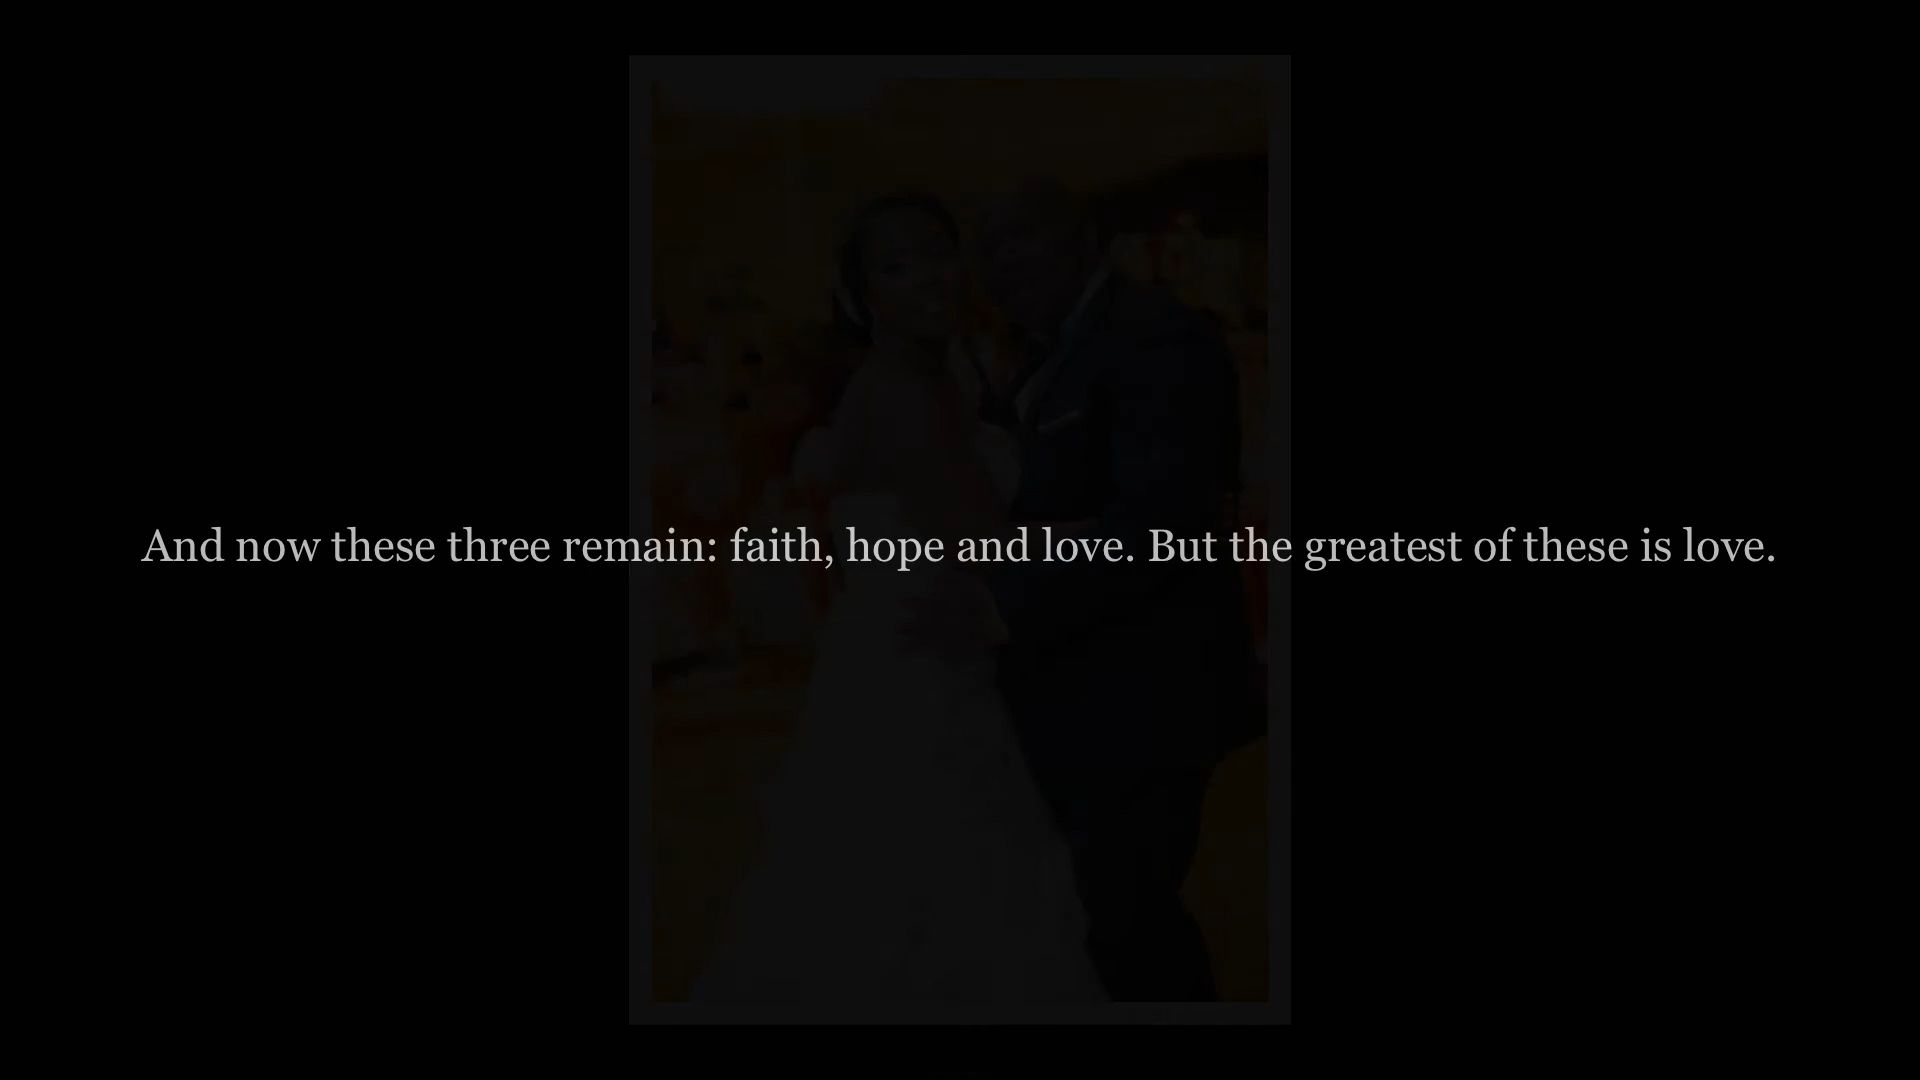 And now these three remain: faith, hope and love. But the greatest of these is love.